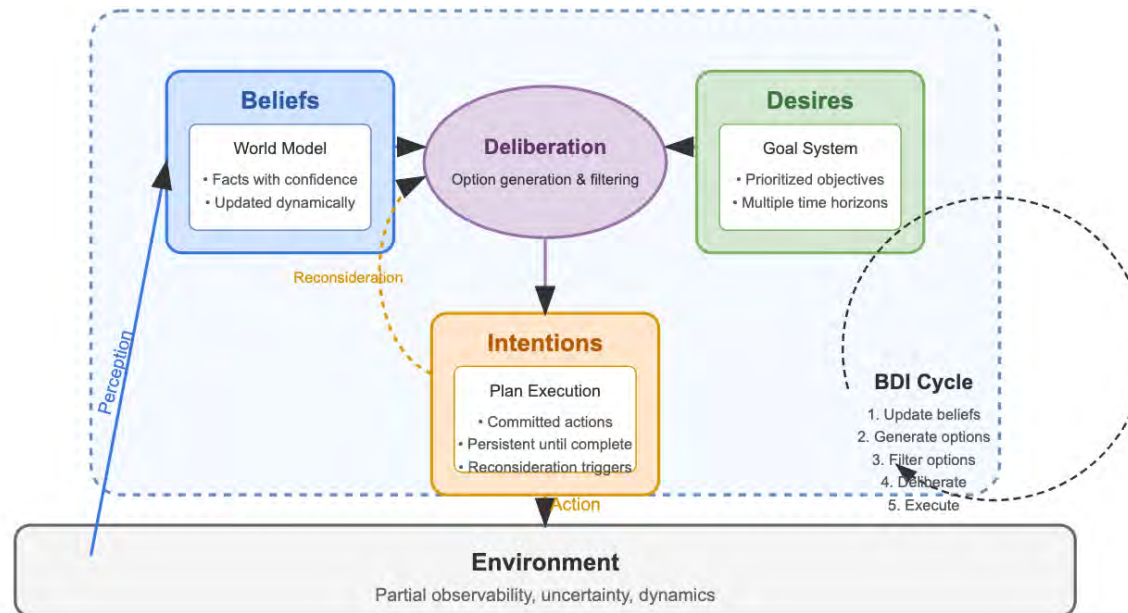 Beliefs
World Model
• Facts with confidence
• Updated dynamically
Deliberation
Option generation & filtering
Desires
Goal System
• Prioritized objectives
• Multiple time horizons
Perception
Reconsideration
Intentions
Plan Execution
• Committed actions
• Persistent until complete
• Reconsideration triggers
BDI Cycle
1. Update beliefs
2. Generate options
3. Filter options
4. Deliberate
5. Execute
Action
Environment
Partial observability, uncertainty, dynamics